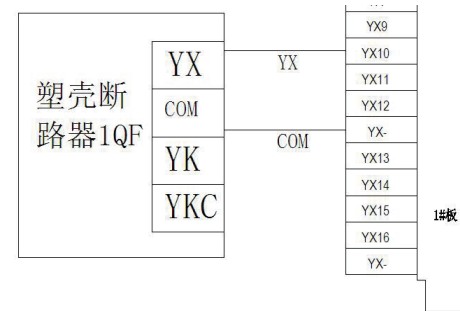 YX9
YX
YX
YX10
塑壳断
YX11
COM
YX12
路器1QF
COM
YX-
YK
YX13
YX14
YKC
YX15
1#板
YX16
YX-